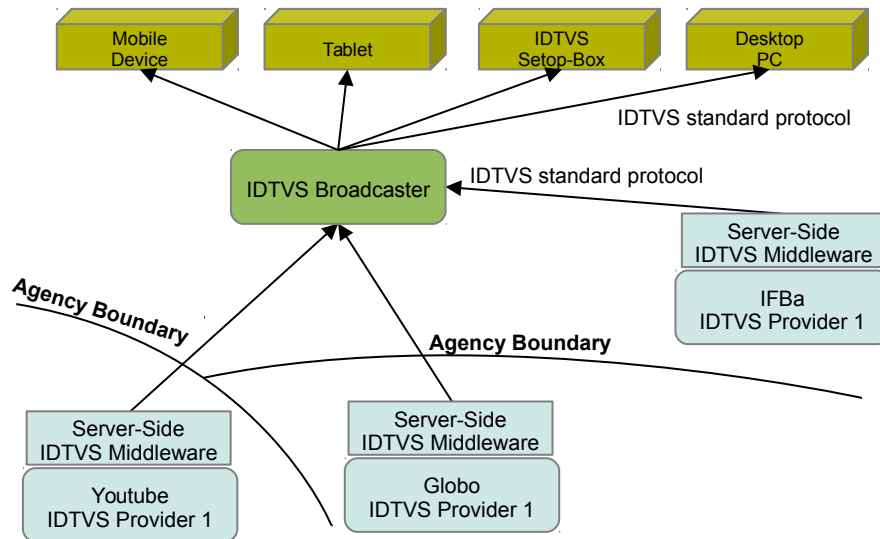 Mobile
Device
Tablet
IDTVS
Setop-Box
Desktop
PC
IDTVS standard protocol
IDTVS Broadcaster
IDTVS standard protocol
Server-Side
IDTVS Middleware
IFBa
IDTVS Provider 1
Agency Boundary
Agency Boundary
Server-Side
IDTVS Middleware
Youtube
IDTVS Provider 1
Server-Side
IDTVS Middleware
Globo
IDTVS Provider 1